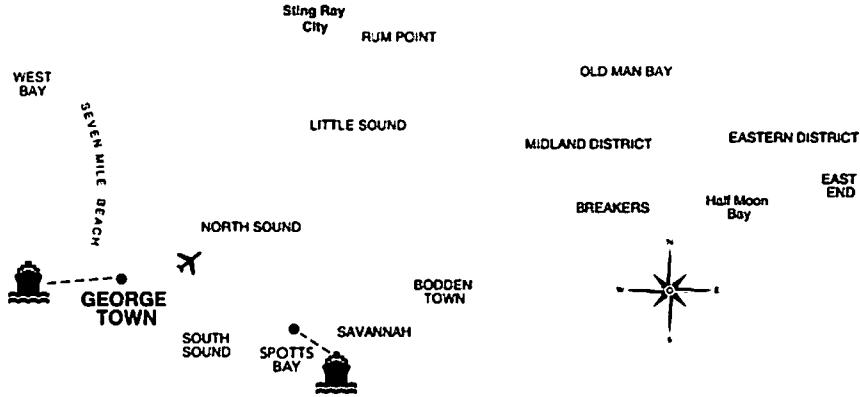 Sting Ray
City
RUM POINT
OLD MAN BAY
WEST
BAY
SEVEN MILE BEACH
LITTLE SOUND
MIDLAND DISTRICT
EASTERN DISTRICT
EAST
END
BREAKERS
Half Moon
Bay
NORTH SOUND
N
W
E
S
GEORGE
TOWN
BODDEN
TOWN
SOUTH
SOUND
SPOTTS
BAY
SAVANNAH